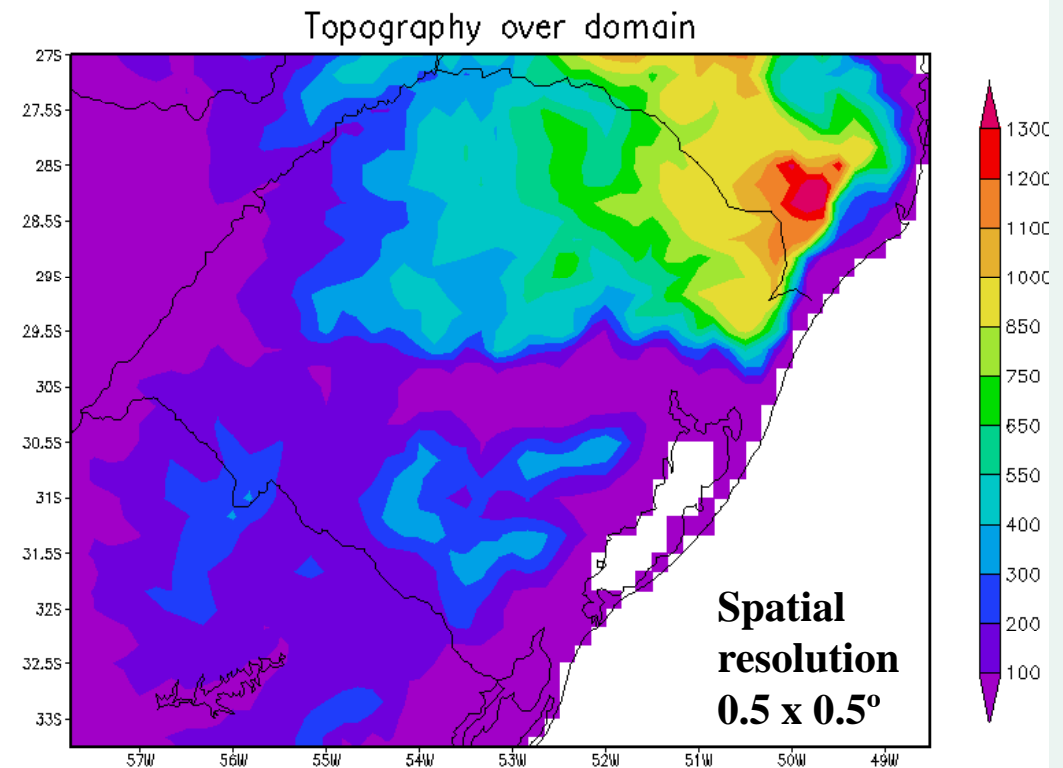 Topography over domain
27S
27.5S
28S
28.5S
29S
29.5S
30S
30.5S
31S
31.5S
32S
32.5S
33S
57W 56W 55W 54W 53W 52W 51W 50W 49W
1300
1200
1100
1000
850
750
650
550
400
300
200
100
Spatial
resolution
0.5 x 0.5º